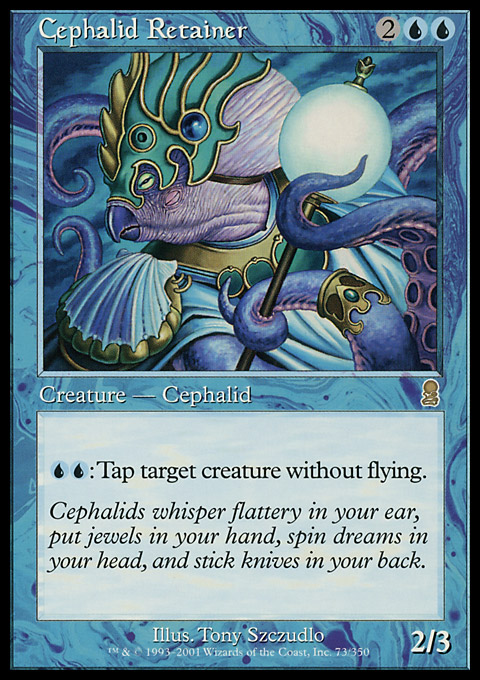 Cephalid Retainer 2
Creature — Cephalid
:Tap target creature without flying.
Cephalids whisper flattery in your ear,
put jewels in your hand, spin dreams in
your head, and stick knives in your back.
Illus. Tony Szczudlo
2/3
™ & © 1993–2001 Wizards of the Coast, Inc. 73/350